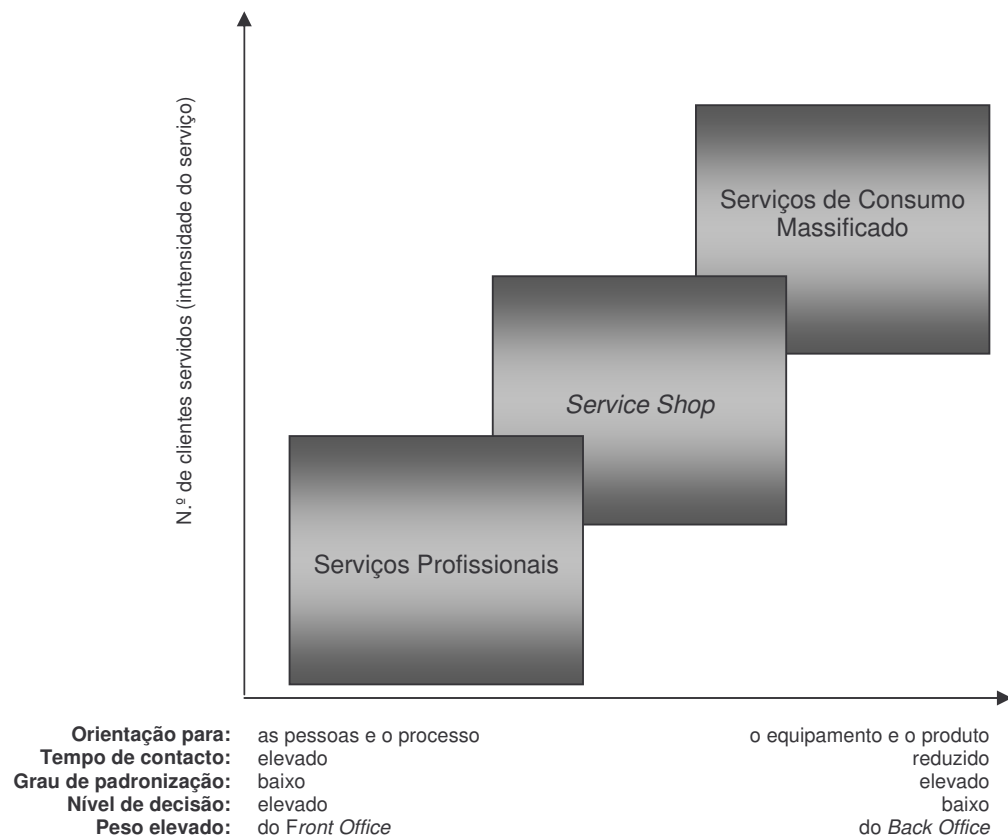 N.º de clientes servidos (intensidade do serviço)
Serviços de Consumo
Massificado
Service Shop
Serviços Profissionais
Orientação para: as pessoas e o processo o equipamento e o produto
Tempo de contacto: elevado reduzido
Grau de padronização: baixo elevado
Nível de decisão: elevado baixo
Peso elevado: do Front Office do Back Office